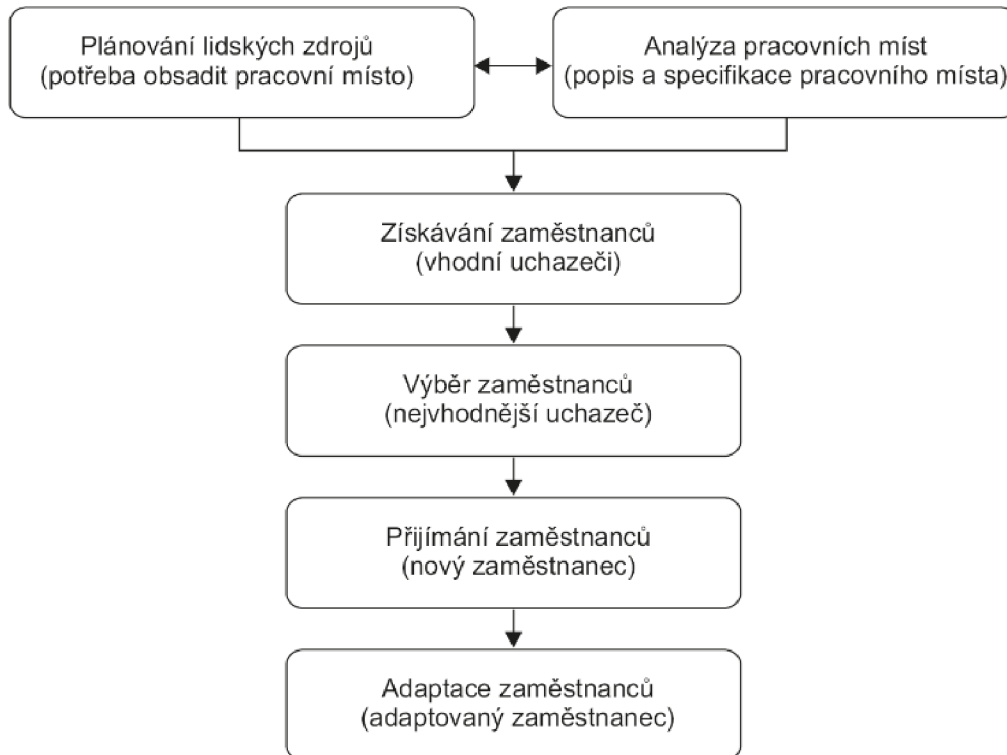 Plánování lidských zdrojů
(potřeba obsadit pracovní místo)
Analýza pracovních míst
(popis a specifikace pracovního místa)
Získávání zaměstnanců
(vhodní uchazeči)
Výběr zaměstnanců
(nejvhodnější uchazeč)
Přijímání zaměstnanců
(nový zaměstnanec)
Adaptace zaměstnanců
(adaptovaný zaměstnanec)